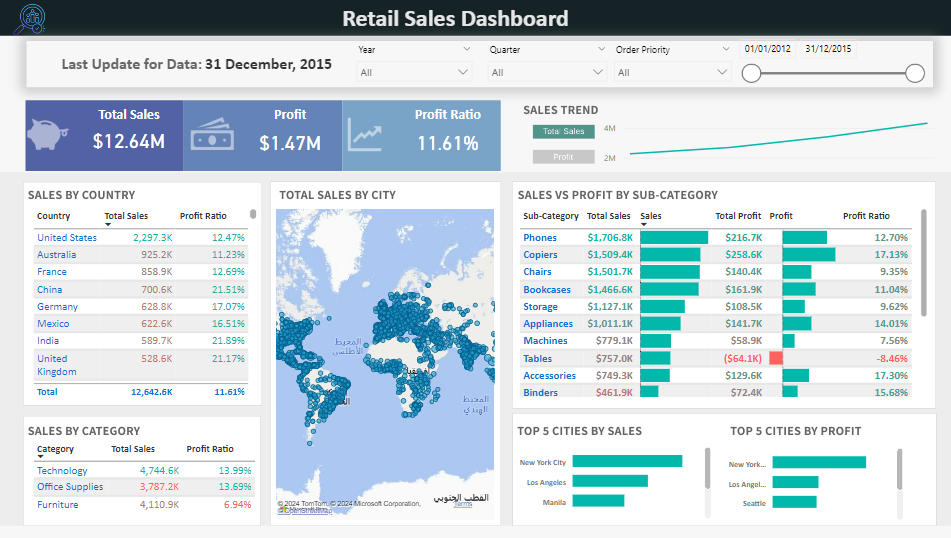 Retail Sales Dashboard
Last Update for Data: 31 December, 2015
Year
Quarter
Order Priority
01/01/2012 31/12/2015
All
All
All
Total Sales
$12.64M
Profit
$1.47M
Profit Ratio
11.61%
SALES TREND
Total Sales
Profit
4M
2M
SALES BY COUNTRY
Country Total Sales Profit Ratio
United States 2,297.3K 12.47%
Australia 925.2K 11.23%
France 858.9K 12.69%
China 700.6K 21.51%
Germany 628.8K 17.07%
Mexico 622.6K 16.51%
India 589.7K 21.89%
United Kingdom 528.6K 21.17%
Total 12,642.6K 11.61%
SALES BY CATEGORY
Category Total Sales Profit Ratio
Technology 4,744.6K 13.99%
Office Supplies 3,787.2K 13.69%
Furniture 4,110.9K 6.94%
TOTAL SALES BY CITY
المحيط
الأطلسي
المحيط
الهندي
القطب الجنوبي
© 2024 TomTom, © 2024 Microsoft Corporation,
© OpenStreetMap
Terms
SALES VS PROFIT BY SUB-CATEGORY
Sub-Category Total Sales Sales Total Profit Profit Profit Ratio
Phones $1,706.8K $216.7K 12.70%
Copiers $1,509.4K $258.6K 17.13%
Chairs $1,501.7K $140.4K 9.35%
Bookcases $1,466.6K $161.9K 11.04%
Storage $1,127.1K $108.5K 9.62%
Appliances $1,011.1K $141.7K 14.01%
Machines $779.1K $58.9K 7.56%
Tables $757.0K ($64.1K) -8.46%
Accessories $749.3K $129.6K 17.30%
Binders $461.9K $72.4K 15.68%
TOP 5 CITIES BY SALES
New York City
Los Angeles
Manila
TOP 5 CITIES BY PROFIT
New York...
Los Angel...
Seattle